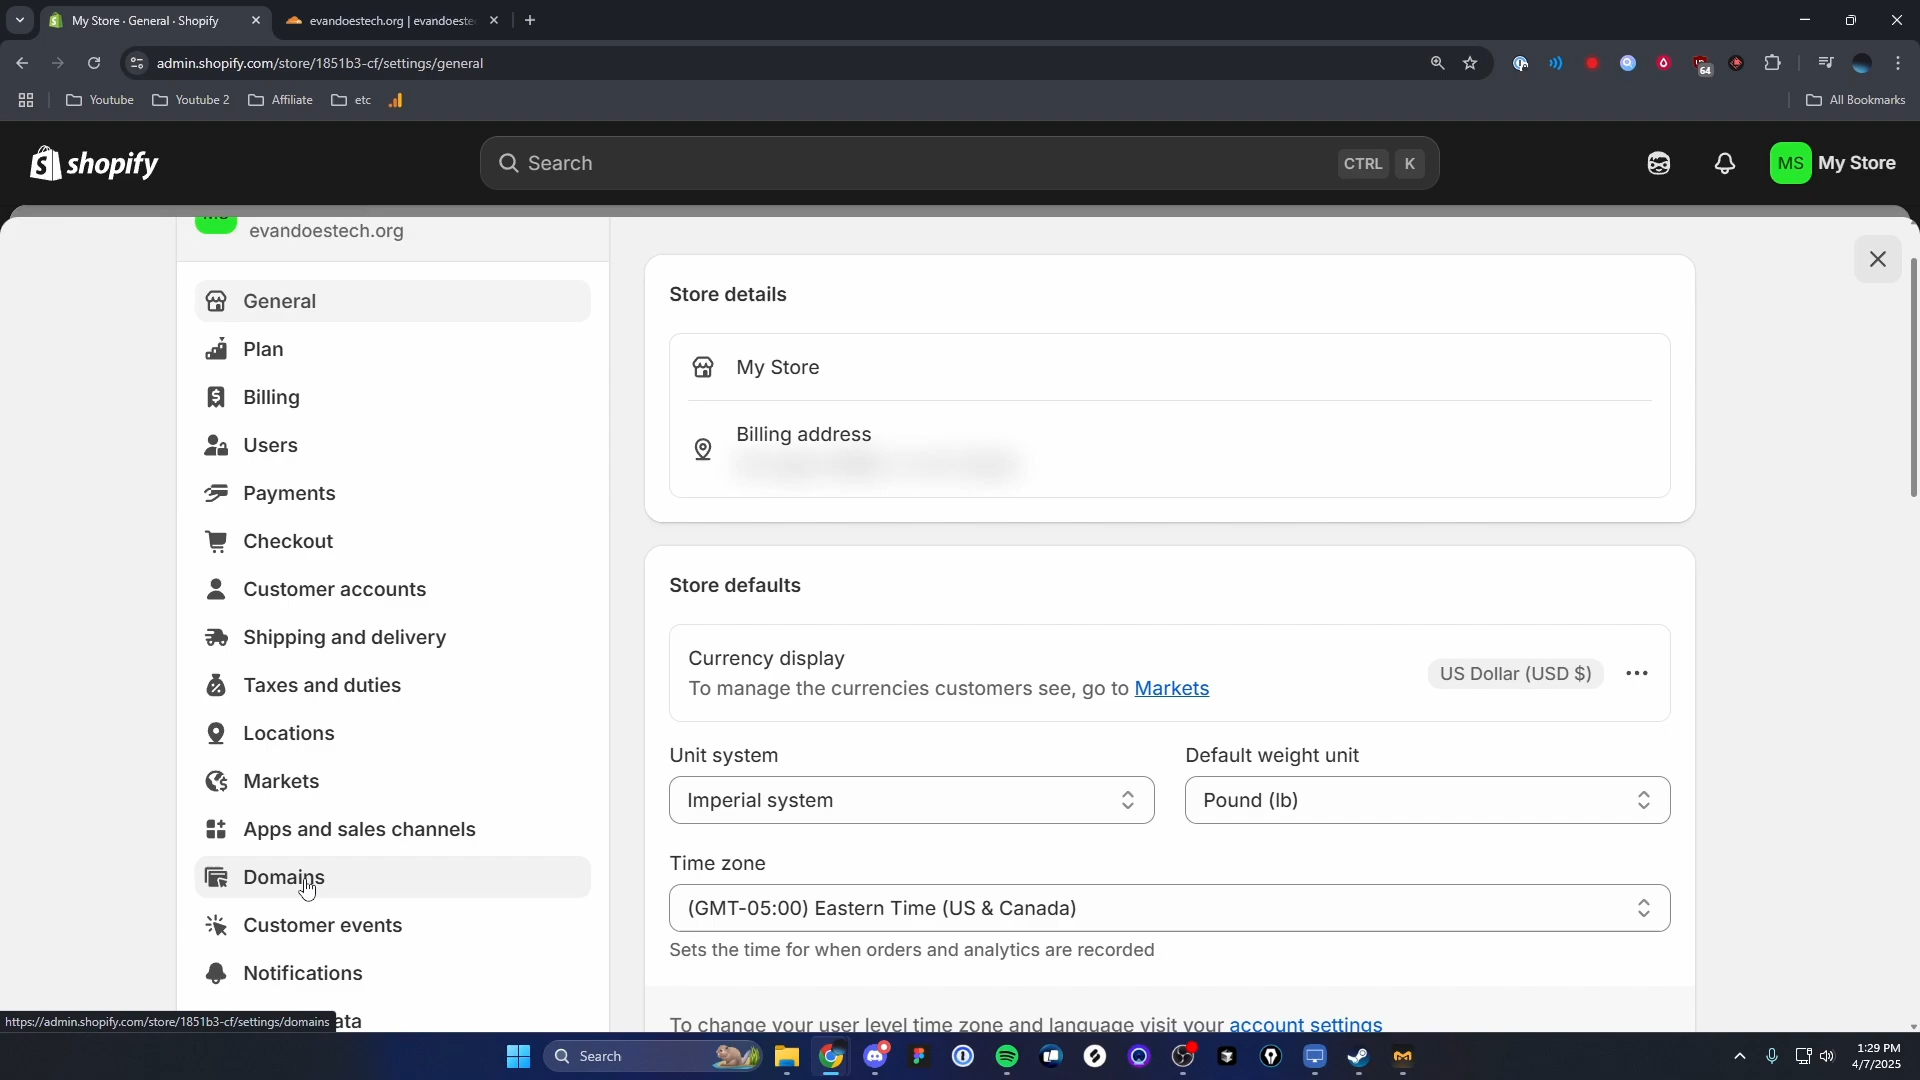 My Store · General · Shopify
evandoestech.org | evandoeste
admin.shopify.com/store/1851b3-cf/settings/general
64
Youtube
Youtube 2
Affiliate
etc
All Bookmarks
shopify
Search
CTRL K
MS My Store
evandoestech.org
General
Plan
Billing
Users
Payments
Checkout
Customer accounts
Shipping and delivery
Taxes and duties
Locations
Markets
Apps and sales channels
Domains
Customer events
Notifications
ata
Store details
My Store
Billing address
Store defaults
Currency display
To manage the currencies customers see, go to Markets
US Dollar (USD $)
Unit system
Imperial system
Default weight unit
Pound (lb)
Time zone
(GMT-05:00) Eastern Time (US & Canada)
Sets the time for when orders and analytics are recorded
To change your user level time zone and language visit your account settings
https://admin.shopify.com/store/1851b3-cf/settings/domains
Search
1:29 PM
4/7/2025